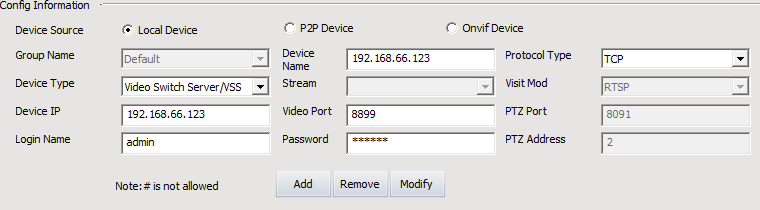 Config Information
Device Source Local Device P2P Device Onvif Device
Group Name Default Device Name 192.168.66.123 Protocol Type TCP
Device Type Video Switch Server/VSS Stream Visit Mod RTSP
Device IP 192.168.66.123 Video Port 8899 PTZ Port 8091
Login Name admin Password ****** PTZ Address 2
Note:# is not allowed Add Remove Modify